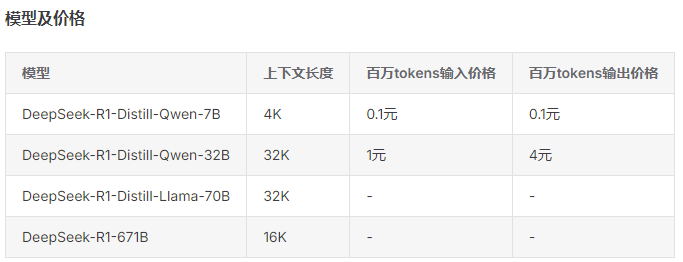 模型及价格
模型 上下文长度 百万tokens输入价格 百万tokens输出价格
DeepSeek-R1-Distill-Qwen-7B 4K 0.1元 0.1元
DeepSeek-R1-Distill-Qwen-32B 32K 1元 4元
DeepSeek-R1-Distill-Llama-70B 32K - -
DeepSeek-R1-671B 16K - -